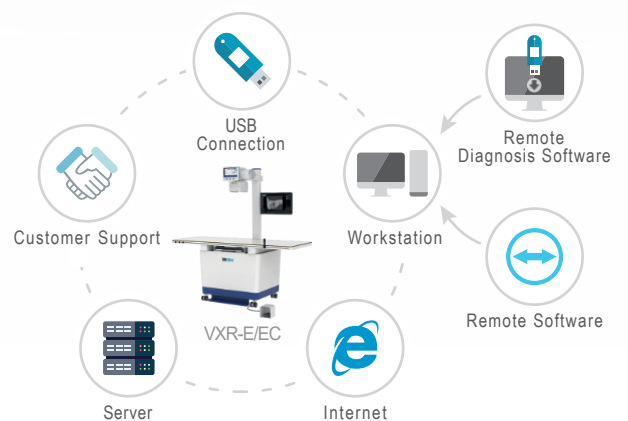 USB
Connection
Remote
Diagnosis Software
Customer Support
Workstation
Remote Software
VXR-E/EC
Server
Internet